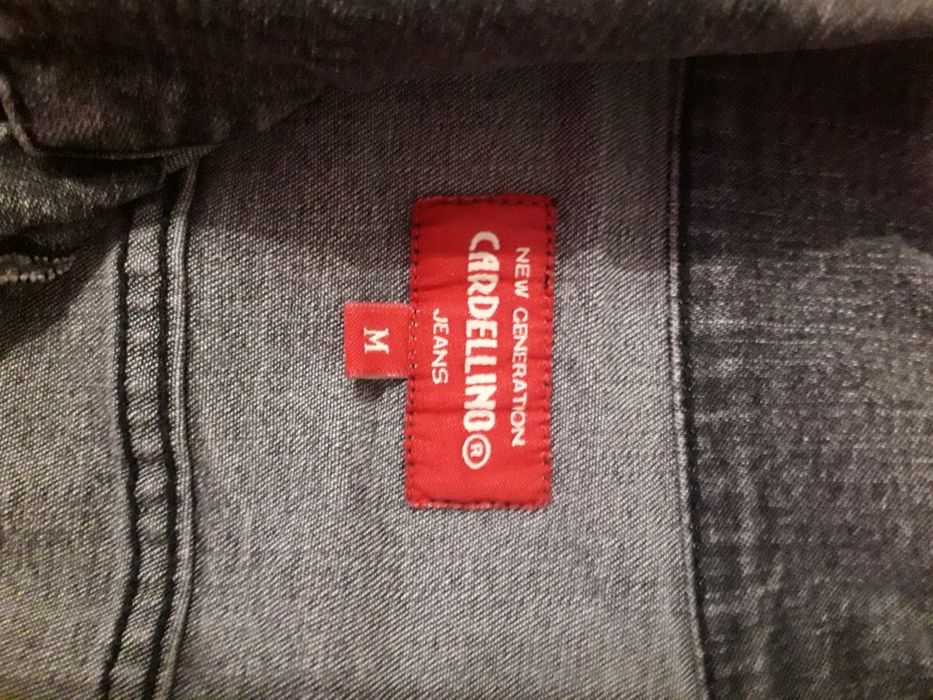 NEW GENERATION
CARDELLINO®
JEANS
M